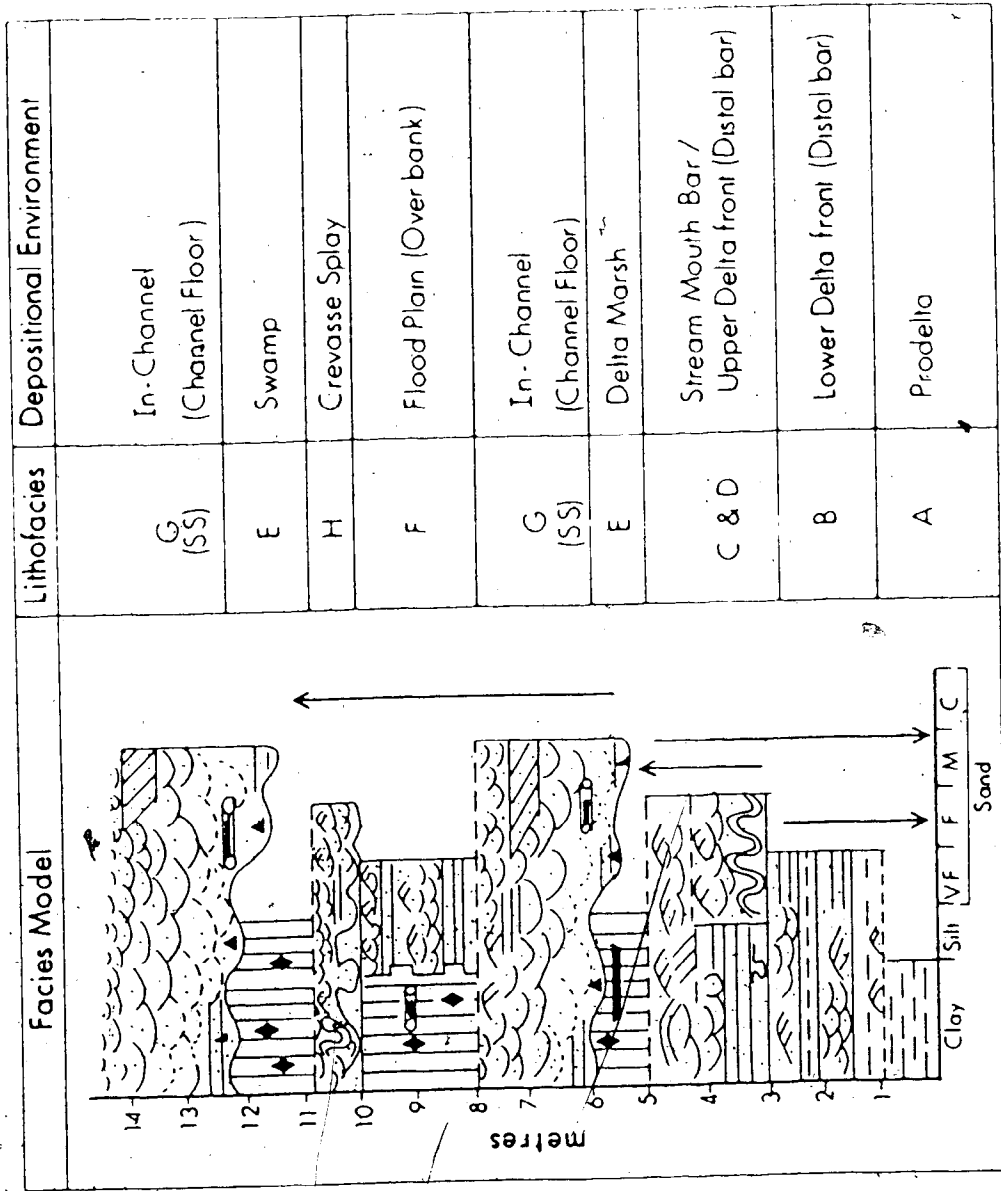 Facies Model
Lithofacies
Depositional Environment
G
(SS)
In-Channel
(Channel Floor)
E
Swamp
H
Crevasse Splay
F
Flood Plain (Over bank)
G
(SS)
In-Channel
(Channel Floor)
E
Delta Marsh
C & D
Stream Mouth Bar /
Upper Delta front (Distal bar)
B
Lower Delta front (Distal bar)
A
Prodelta
14
13
12
11
10
9
8
7
6
5
4
3
2
1
metres
Clay
Silt
VF
F
M
C
Sand